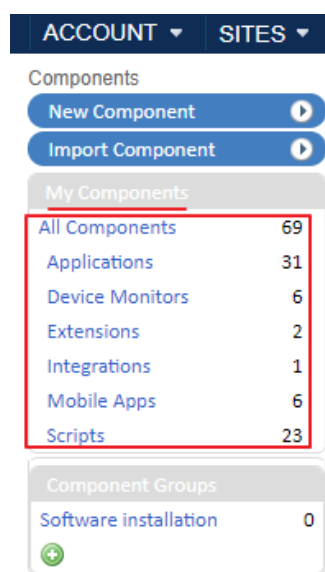 ACCOUNT SITES
Components
New Component
Import Component
My Components
All Components 69
Applications 31
Device Monitors 6
Extensions 2
Integrations 1
Mobile Apps 6
Scripts 23
Component Groups
Software installation 0